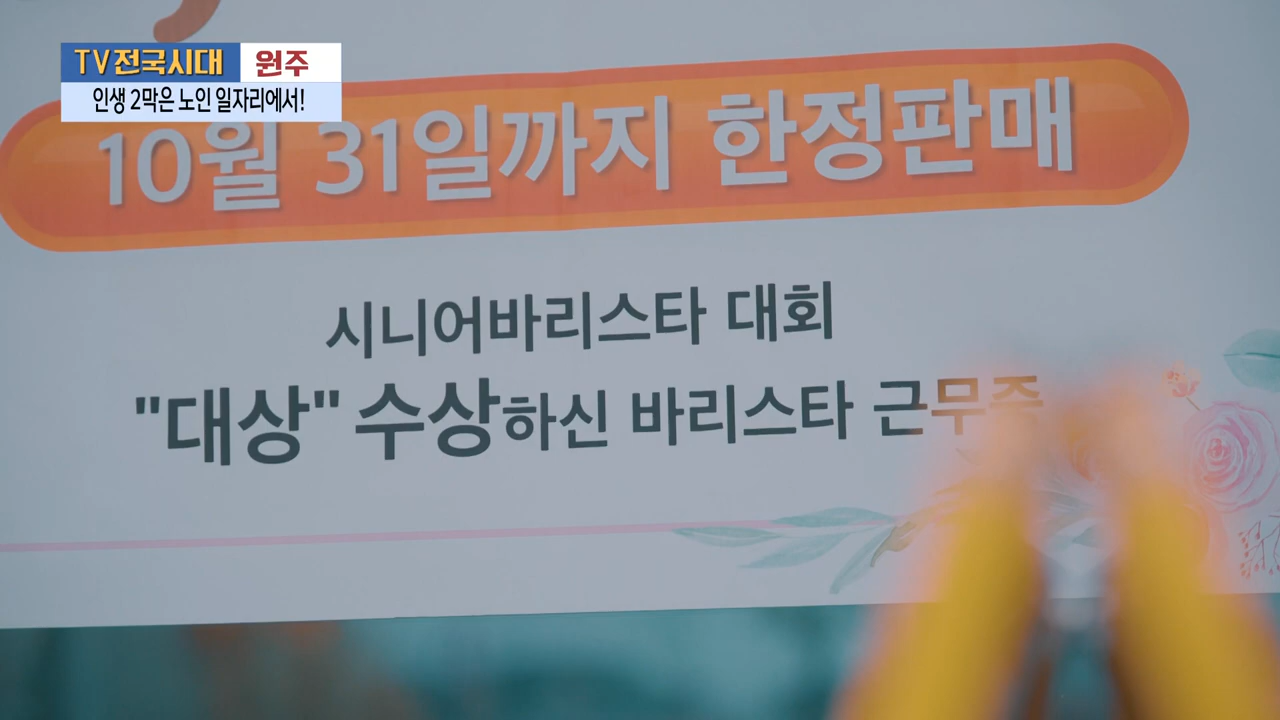 TV전국시대 원주
인생 2막은 노인 일자리에서!
10월 31일까지 한정판매
시니어바리스타 대회
"대상" 수상하신 바리스타 근무중